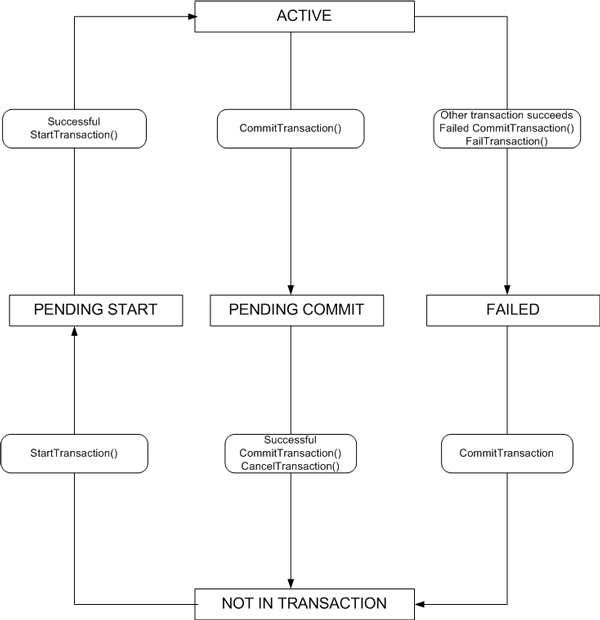 ACTIVE
Successful
StartTransaction()
CommitTransaction()
Other transaction succeeds
Failed CommitTransaction()
FailTransaction()
PENDING START
PENDING COMMIT
FAILED
StartTransaction()
Successful
CommitTransaction()
CancelTransaction()
CommitTransaction
NOT IN TRANSACTION